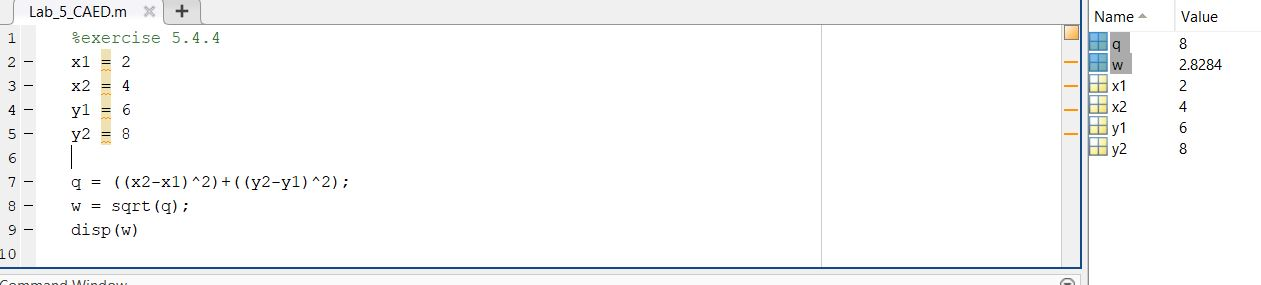 Lab_5_CAED.m
1 %exercise 5.4.4
2 x1 = 2
3 x2 = 4
4 y1 = 6
5 y2 = 8
6
7 q = ((x2-x1)^2)+((y2-y1)^2);
8 w = sqrt(q);
9 disp(w)
10
Command Window
Name Value
q 8
w 2.8284
x1 2
x2 4
y1 6
y2 8